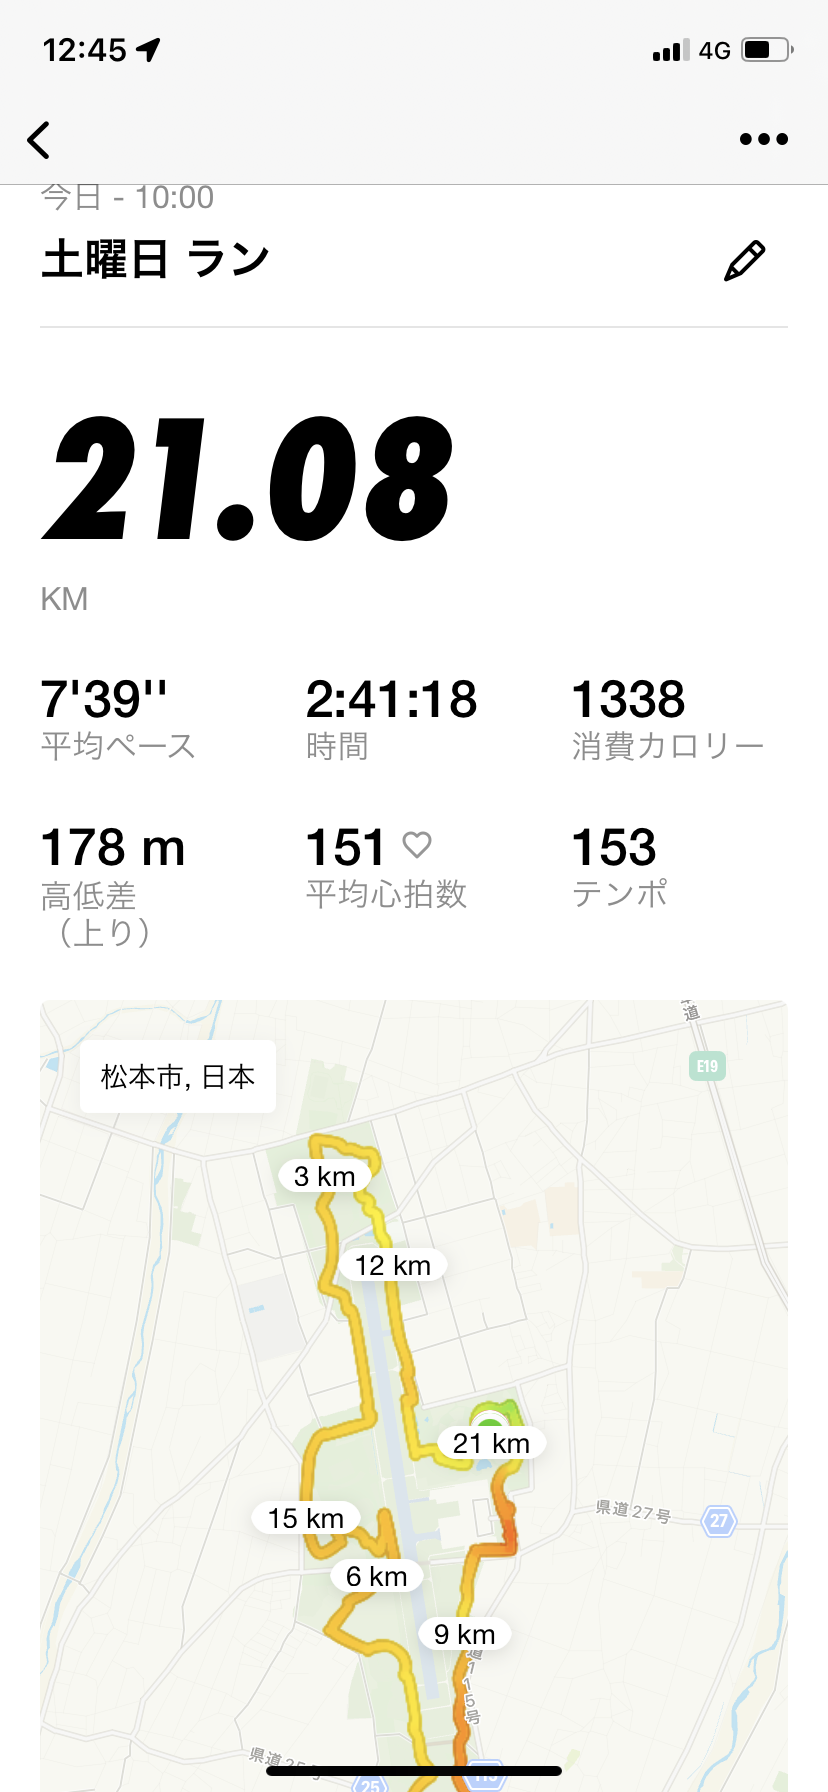 12:45
4G
今日 - 10:00
土曜日 ラン
21.08
KM
7'39''
2:41:18
1338
平均ペース
時間
消費カロリー
178 m
151
153
高低差
（上り）
平均心拍数
テンポ
道
松本市, 日本
E19
3 km
12 km
21 km
県道27号
27
15 km
6 km
9 km
道115号
25